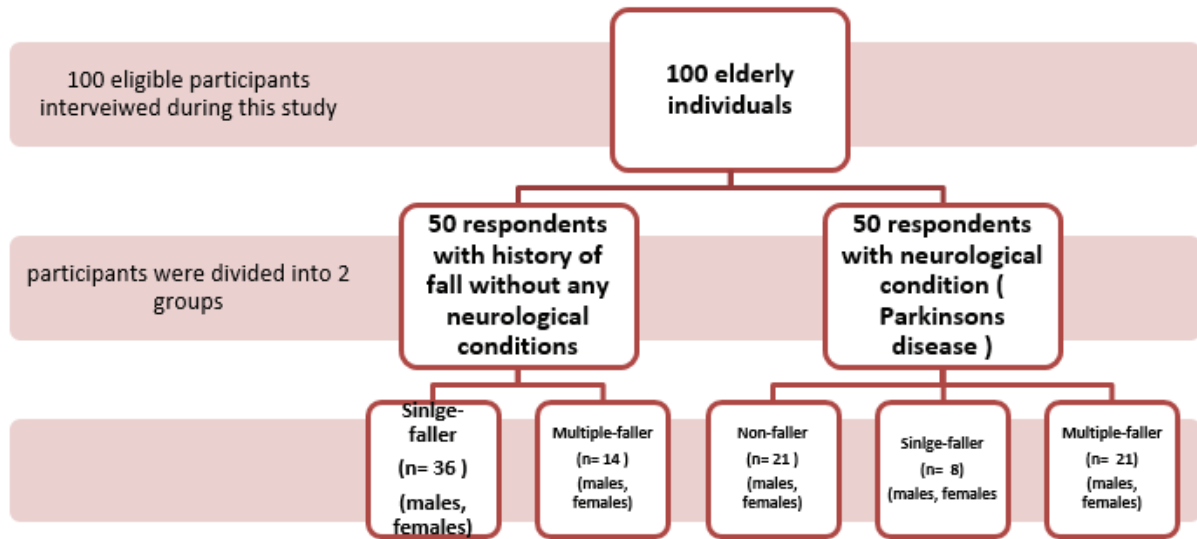 100 eligible participants
interveiwed during this study
100 elderly
individuals
participants were divided into 2
groups
50 respondents
with history of
fall without any
neurological
conditions
50 respondents
with neurological
condition (
Parkinsons
disease )
Sinlge-
faller
(n= 36 )
(males,
females)
Multiple-faller
(n= 14 )
(males,
females)
Non-faller
(n= 21 )
(males,
females)
Sinlge-faller
(n=  8)
(males, females
Multiple-faller
(n=  21)
(males,
females)